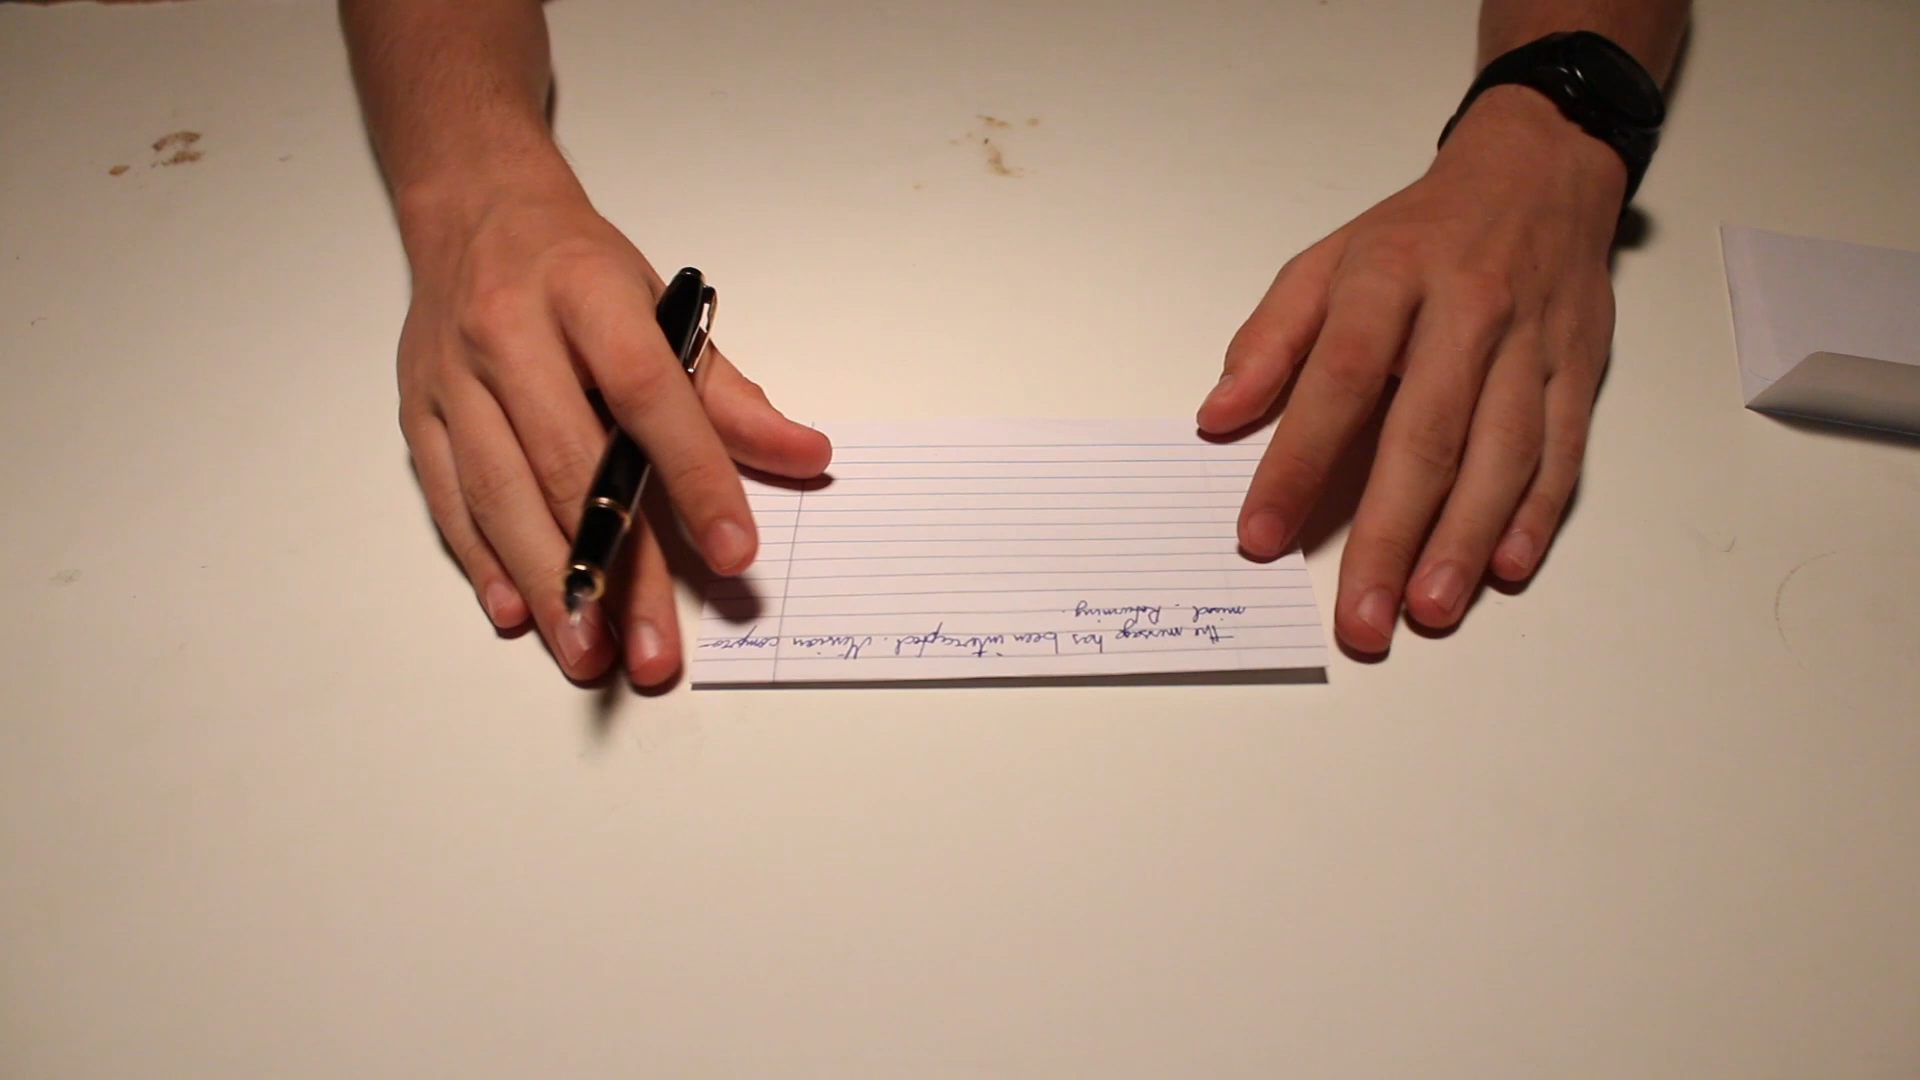 The message has been intercepted. Mission compro-
mised. Returning.